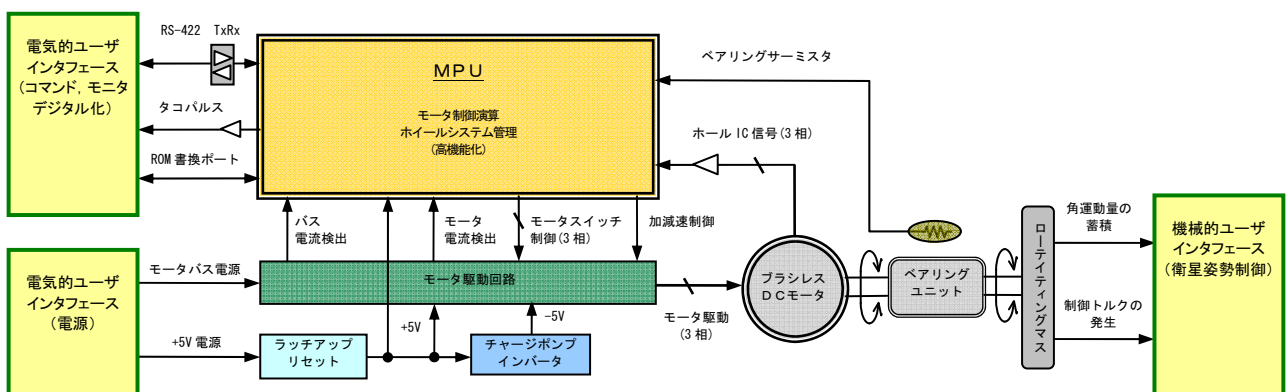 電気的ユーザ
インタフェース
(コマンド, モニタ
デジタル化)
RS-422 TxRx
タコパルス
ROM 書換ポート
MPU
モータ制御演算
ホイールシステム管理
(高機能化)
ベアリングサーミスタ
ホール IC 信号(3 相)
バス
電流検出
モータ
電流検出
モータスイッチ
制御(3 相)
加減速制御
電気的ユーザ
インタフェース
(電源)
モータバス電源
+5V 電源
モータ駆動回路
+5V
-5V
ラッチアップ
リセット
チャージポンプ
インバータ
モータ駆動
(3 相)
ブラシレス
DCモータ
ベアリング
ユニット
ローテイティングマス
角運動量の
蓄積
制御トルクの
発生
機械的ユーザ
インタフェース
(衛星姿勢制御)